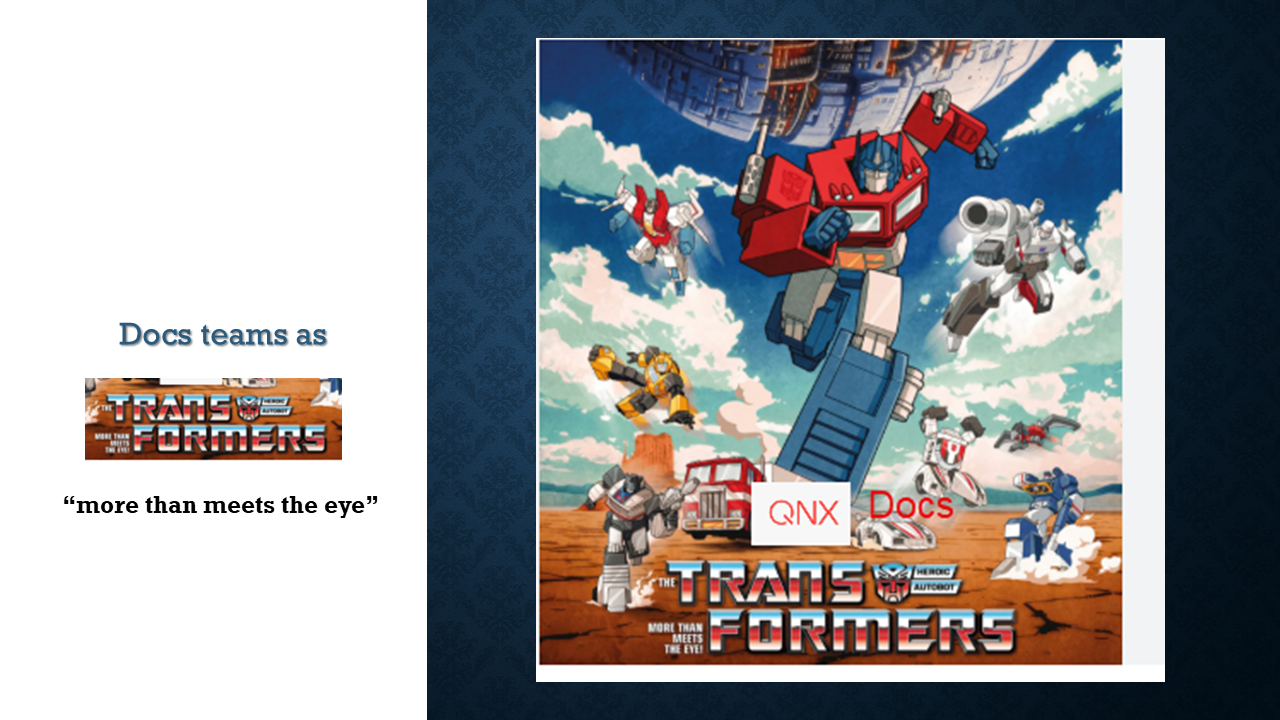 Docs teams as
THE TRANS HEROIC AUTOBOT
MORE THAN MEETS THE EYE! FORMERS
“more than meets the eye”
QNX Docs
THE TRANS HEROIC AUTOBOT
MORE THAN MEETS THE EYE! FORMERS